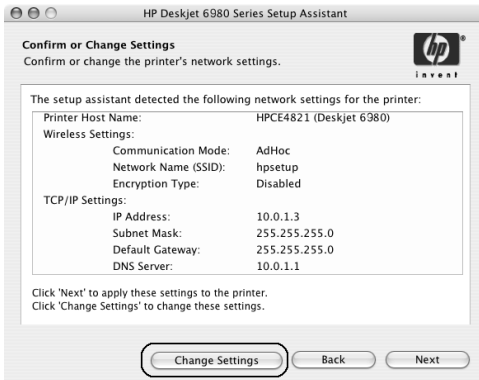 HP Deskjet 6980 Series Setup Assistant
Confirm or Change Settings
Confirm or change the printer's network settings.
hp
invent
The setup assistant detected the following network settings for the printer:
Printer Host Name: HPCE4821 (Deskjet 6980)
Wireless Settings:
Communication Mode: AdHoc
Network Name (SSID): hpsetup
Encryption Type: Disabled
TCP/IP Settings:
IP Address: 10.0.1.3
Subnet Mask: 255.255.255.0
Default Gateway: 255.255.255.0
DNS Server: 10.0.1.1
Click 'Next' to apply these settings to the printer.
Click 'Change Settings' to change these settings.
Change Settings Back Next